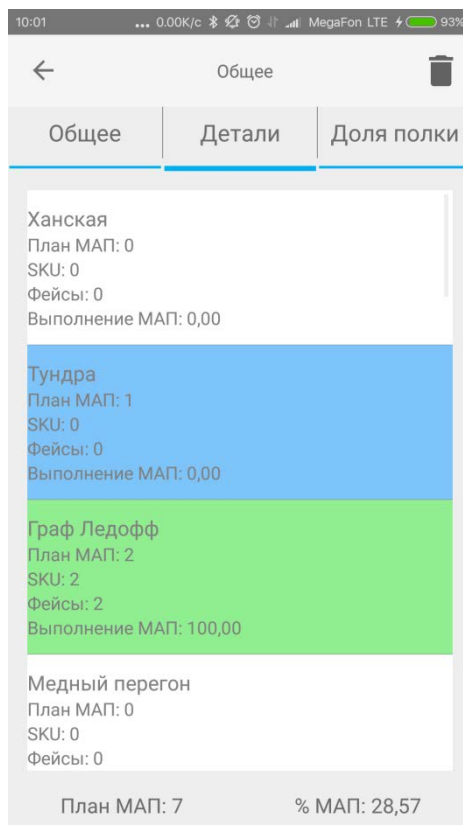 10:01 ... 0.00K/c MegaFon LTE 93%
Общее
Общее Детали Доля полки
Ханская
План МАП: 0
SKU: 0
Фейсы: 0
Выполнение МАП: 0,00
Тундра
План МАП: 1
SKU: 0
Фейсы: 0
Выполнение МАП: 0,00
Граф Ледофф
План МАП: 2
SKU: 2
Фейсы: 2
Выполнение МАП: 100,00
Медный перегон
План МАП: 0
SKU: 0
Фейсы: 0
План МАП: 7 % МАП: 28,57